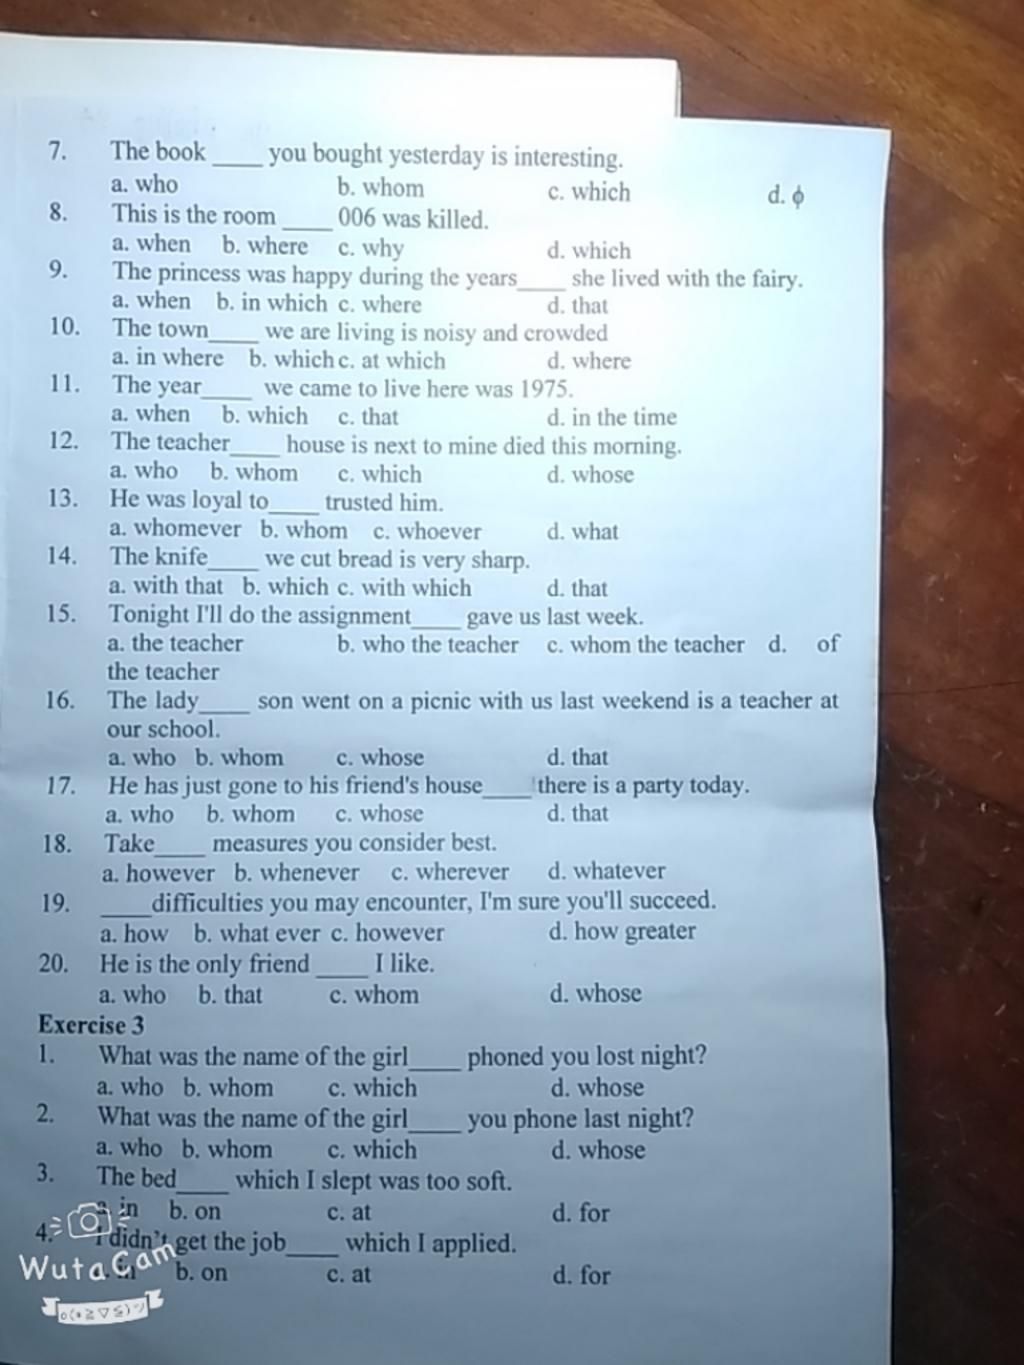 7. The book ____ you bought yesterday is interesting.
a. who b. whom c. which d. ϕ
8. This is the room ____ 006 was killed.
a. when b. where c. why d. which
9. The princess was happy during the years____ she lived with the fairy.
a. when b. in which c. where d. that
10. The town____ we are living is noisy and crowded
a. in where b. which c. at which d. where
11. The year____ we came to live here was 1975.
a. when b. which c. that d. in the time
12. The teacher____ house is next to mine died this morning.
a. who b. whom c. which d. whose
13. He was loyal to____ trusted him.
a. whomever b. whom c. whoever d. what
14. The knife____ we cut bread is very sharp.
a. with that b. which c. with which d. that
15. Tonight I'll do the assignment____ gave us last week.
a. the teacher b. who the teacher c. whom the teacher d. of
the teacher
16. The lady____ son went on a picnic with us last weekend is a teacher at
our school.
a. who b. whom c. whose d. that
17. He has just gone to his friend's house____ there is a party today.
a. who b. whom c. whose d. that
18. Take____ measures you consider best.
a. however b. whenever c. wherever d. whatever
19. ____difficulties you may encounter, I'm sure you'll succeed.
a. how b. what ever c. however d. how greater
20. He is the only friend ____ I like.
a. who b. that c. whom d. whose
Exercise 3
1. What was the name of the girl____ phoned you lost night?
a. who b. whom c. which d. whose
2. What was the name of the girl____ you phone last night?
a. who b. whom c. which d. whose
3. The bed____ which I slept was too soft.
a. in b. on c. at d. for
4. I didn't get the job____ which I applied.
in b. on c. at d. for
WutaCam